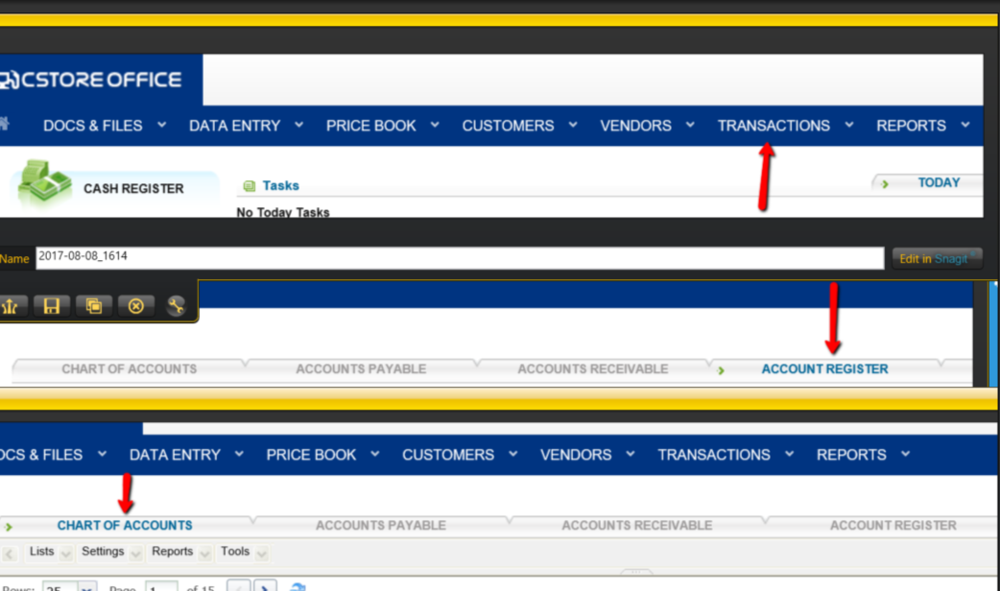 CSTORE OFFICE
DOCS & FILES DATA ENTRY PRICE BOOK CUSTOMERS VENDORS TRANSACTIONS REPORTS
CASH REGISTER Tasks TODAY
No Today Tasks
Name 2017-08-08_1614 Edit in Snagit
CHART OF ACCOUNTS ACCOUNTS PAYABLE ACCOUNTS RECEIVABLE ACCOUNT REGISTER
OCS & FILES DATA ENTRY PRICE BOOK CUSTOMERS VENDORS TRANSACTIONS REPORTS
CHART OF ACCOUNTS ACCOUNTS PAYABLE ACCOUNTS RECEIVABLE ACCOUNT REGISTER
Lists Settings Reports Tools
Rows: 25 Page 1 of 15